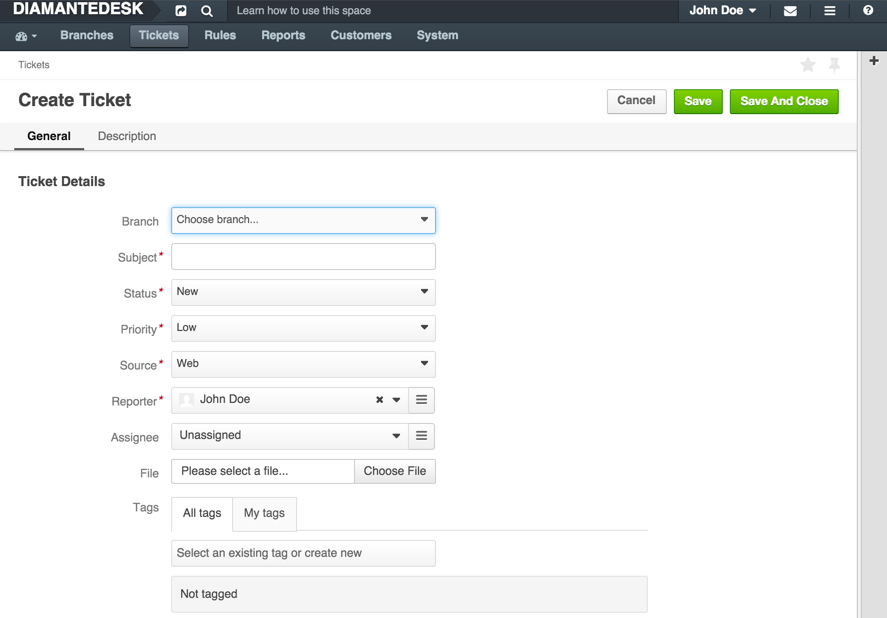 DIAMANTEDESK Learn how to use this space John Doe
Branches Tickets Rules Reports Customers System
Tickets
Create Ticket Cancel Save Save And Close
General Description
Ticket Details
Branch Choose branch...
Subject*
Status* New
Priority* Low
Source* Web
Reporter* John Doe
Assignee Unassigned
File Please select a file... Choose File
Tags All tags My tags
Select an existing tag or create new
Not tagged